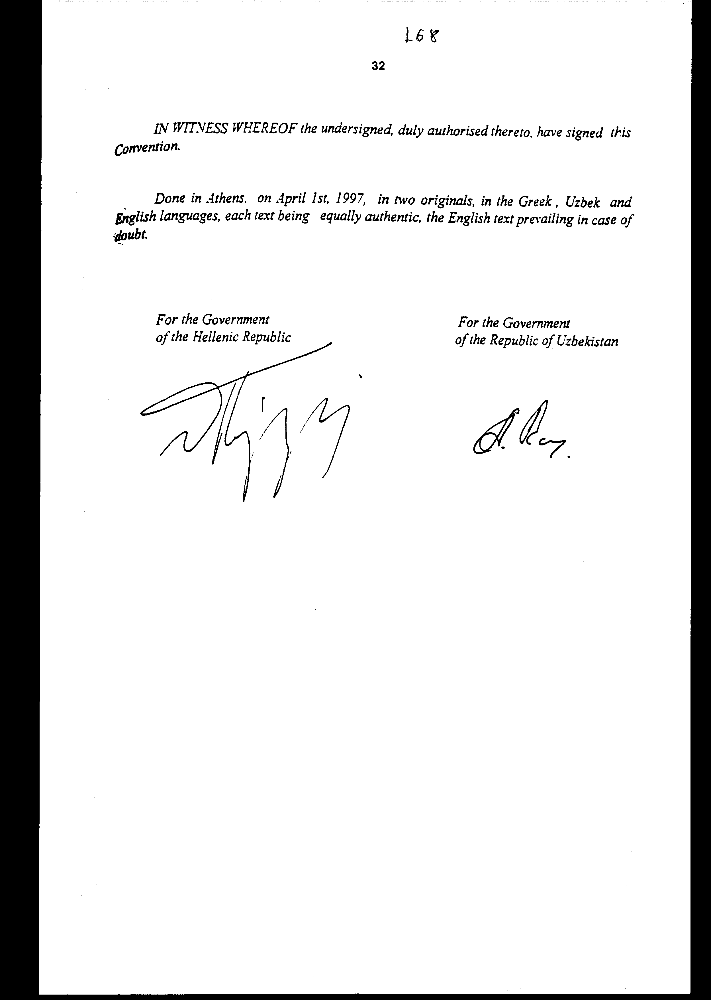 168
32
IN WITNESS WHEREOF the undersigned, duly authorised thereto, have signed this
Convention.
Done in Athens. on April 1st, 1997, in two originals, in the Greek , Uzbek and
English languages, each text being equally authentic, the English text prevailing in case of
doubt.
For the Government
of the Hellenic Republic
For the Government
of the Republic of Uzbekistan